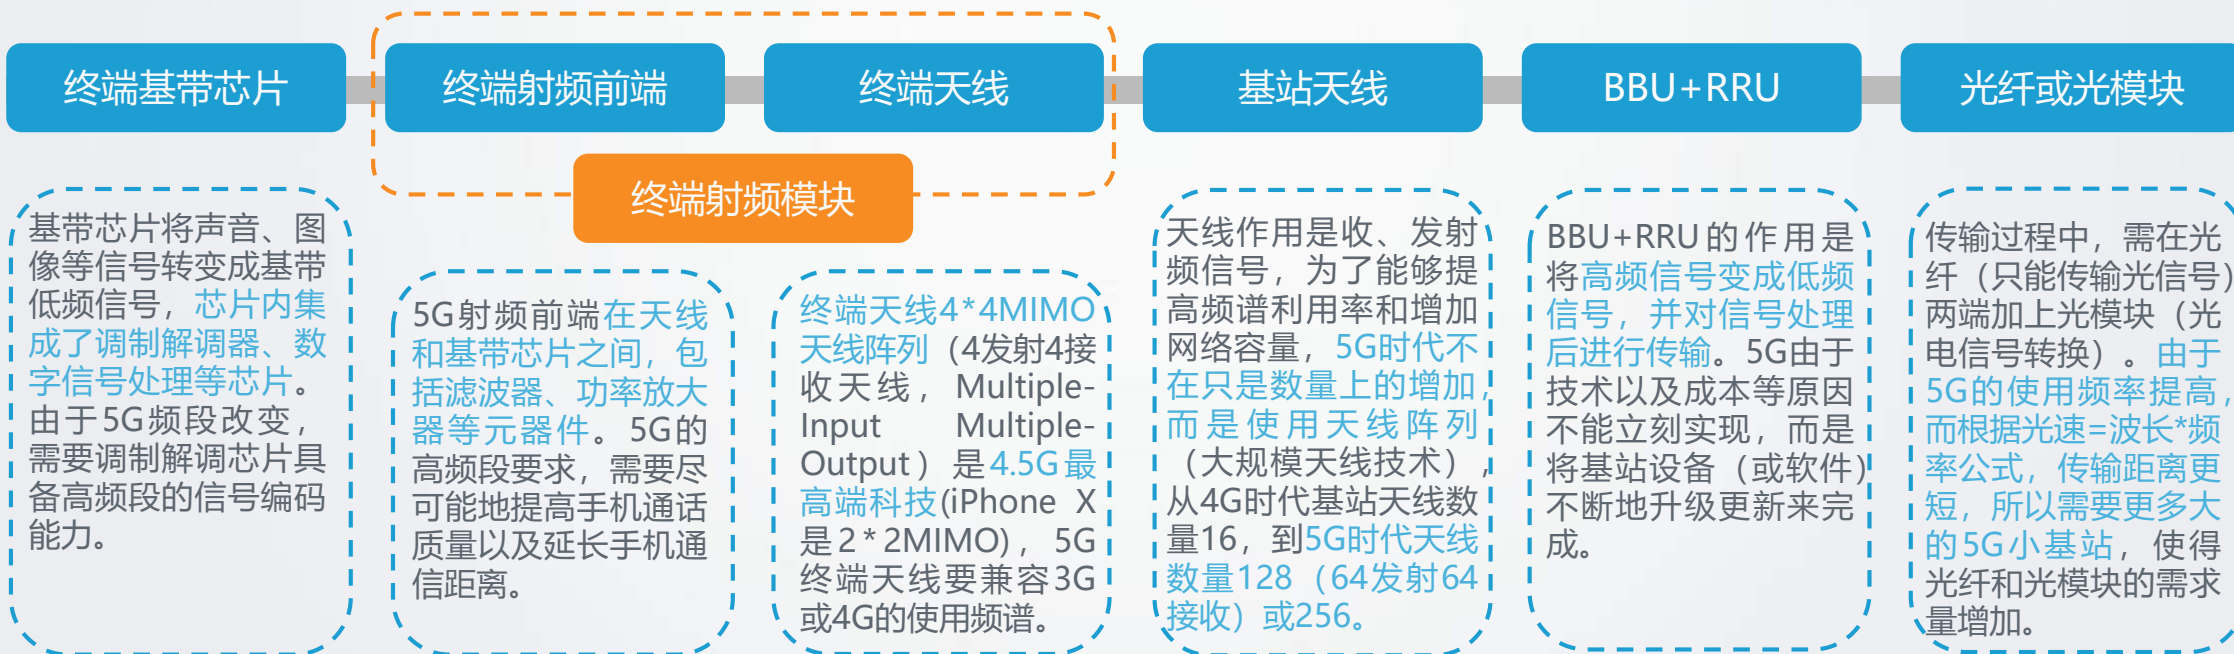 终端基带芯片
终端射频前端
终端天线
基站天线
BBU+RRU
光纤或光模块
终端射频模块
基带芯片将声音、图
像等信号转变成基带
低频信号，芯片内集
成了调制解调器、数
字信号处理等芯片。
由于5G频段改变，
需要调制解调芯片具
备高频段的信号编码
能力。
5G射频前端在天线
和基带芯片之间，包
括滤波器、功率放大
器等元器件。5G的
高频段要求，需要尽
可能地提高手机通话
质量以及延长手机通
信距离。
终端天线4*4MIMO
天线阵列（4发射4接
收天线，Multiple-
Input Multiple-
Output）是4.5G最
高端科技(iPhone X
是2*2MIMO)，5G
终端天线要兼容3G
或4G的使用频谱。
天线作用是收、发射
频信号，为了能够提
高频谱利用率和增加
网络容量，5G时代不
在只是数量上的增加，
而是使用天线阵列
（大规模天线技术），
从4G时代基站天线数
量16，到5G时代天线
数量128（64发射64
接收）或256。
BBU+RRU的作用是
将高频信号变成低频
信号，并对信号处理
后进行传输。5G由于
技术以及成本等原因
不能立刻实现，而是
将基站设备（或软件）
不断地升级更新来完
成。
传输过程中，需在光
纤（只能传输光信号）
两端加上光模块（光
电信号转换）。由于
5G的使用频率提高，
而根据光速=波长*频
率公式，传输距离更
短，所以需要更多大
的5G小基站，使得
光纤和光模块的需求
量增加。